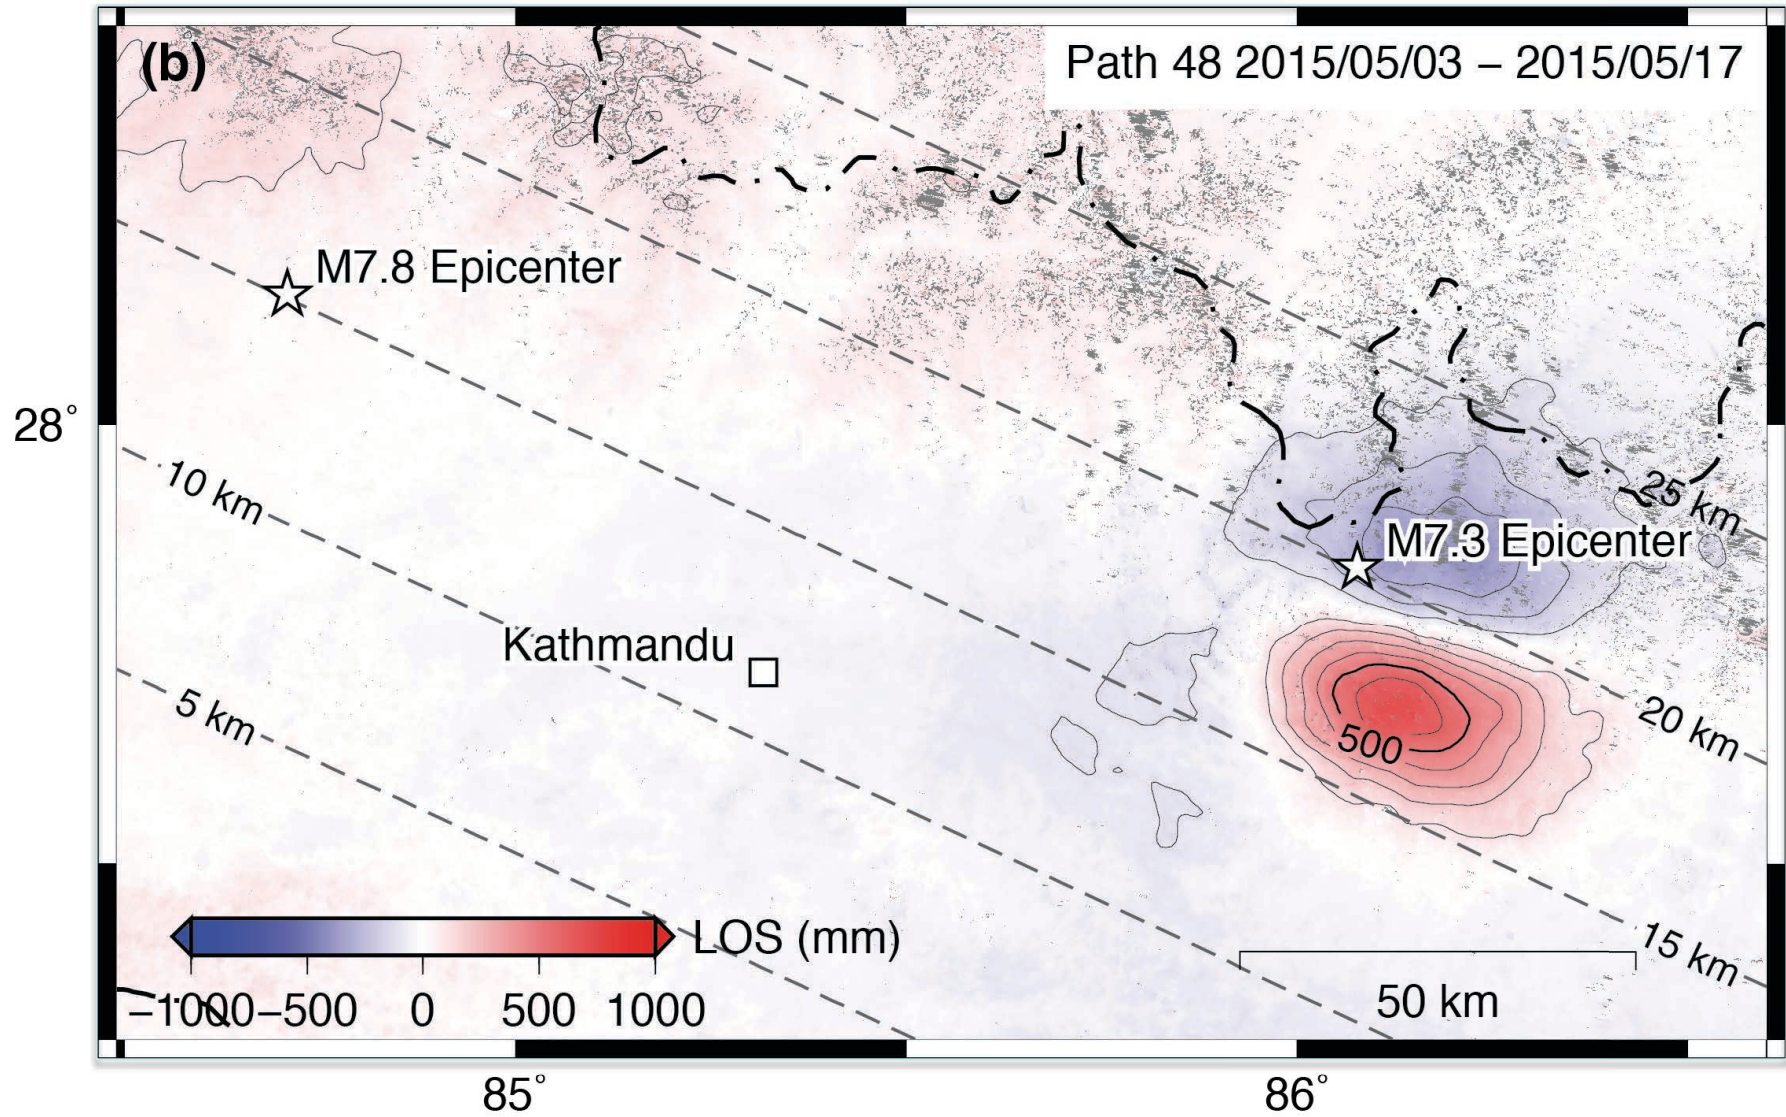 (b)
Path 48 2015/05/03 – 2015/05/17
M7.8 Epicenter
28°
10 km
25 km
M7.3 Epicenter
Kathmandu
5 km
20 km
500
LOS (mm)
15 km
−1000 −500 0 500 1000
50 km
85° 86°